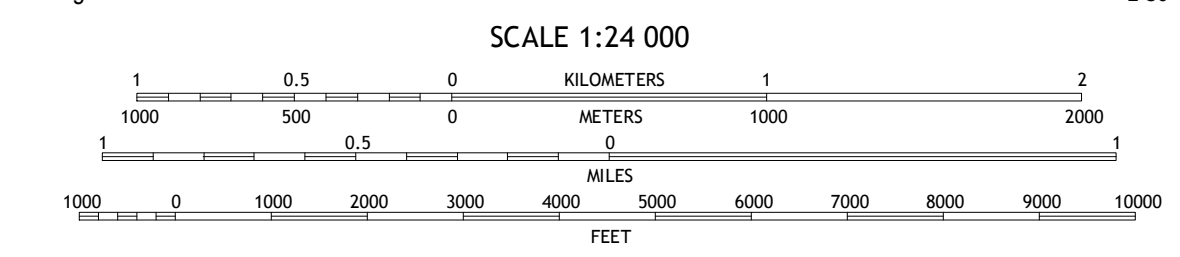 SCALE 1:24 000
1 0.5 0 KILOMETERS 1 2
1000 500 0 METERS 1000 2000
1 0.5 0 1
MILES
1000 0 1000 2000 3000 4000 5000 6000 7000 8000 9000 10000
FEET